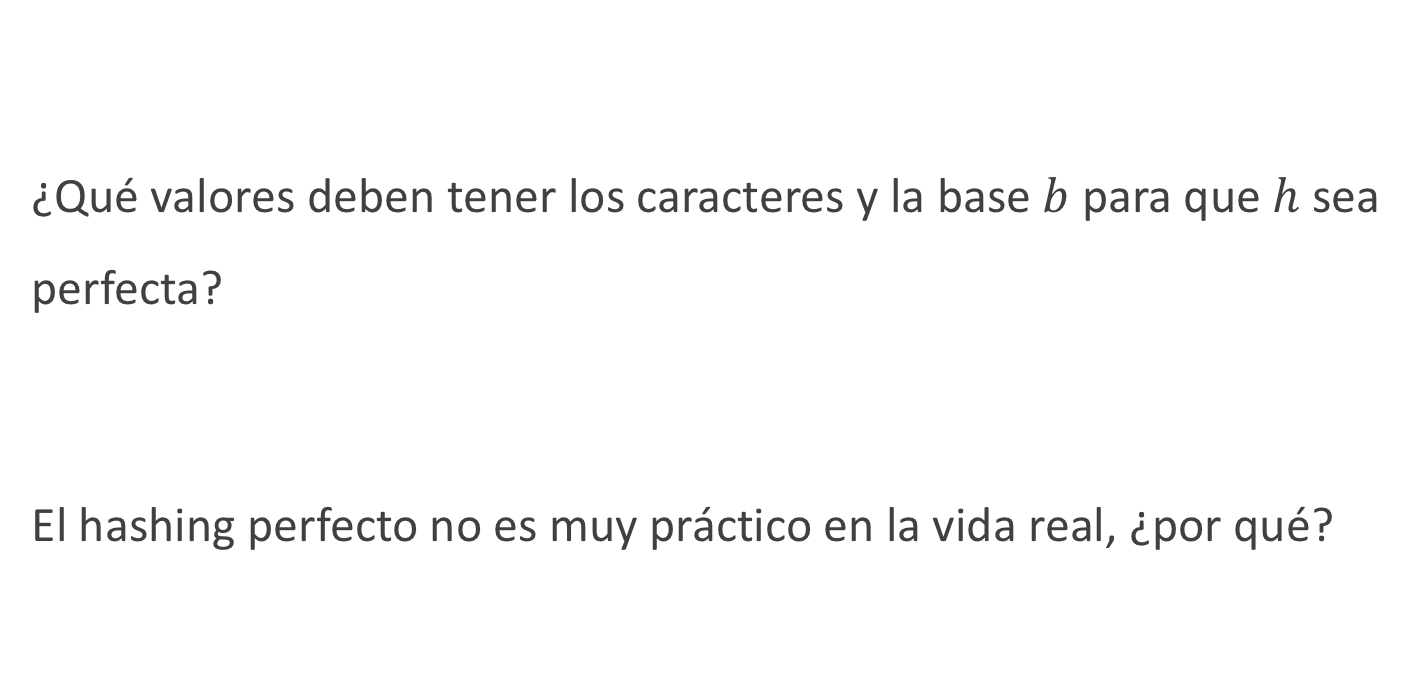 ¿Qué valores deben tener los caracteres y la base b para que h sea
perfecta?
El hashing perfecto no es muy práctico en la vida real, ¿por qué?